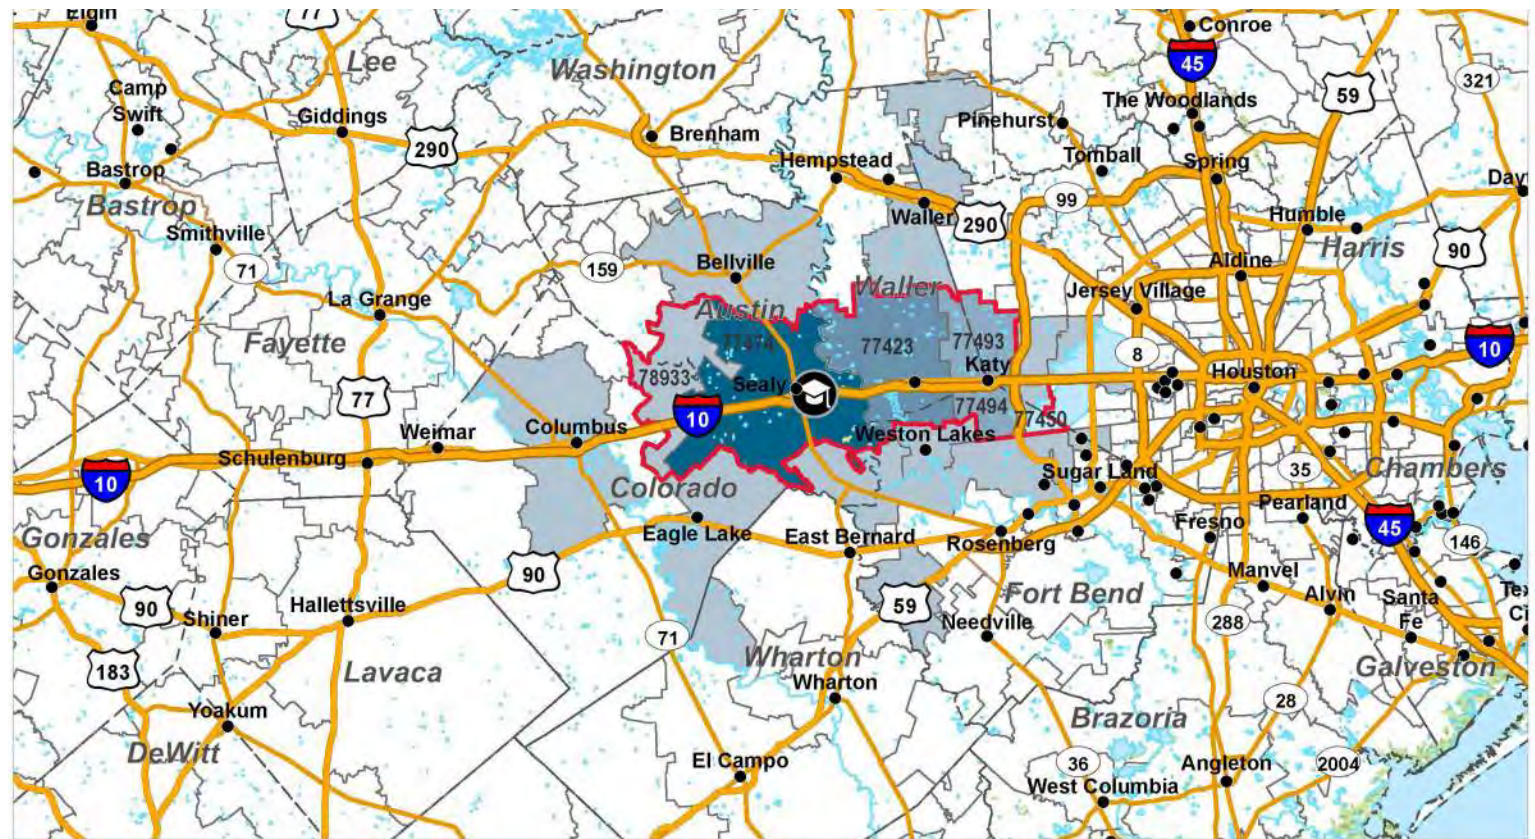 Elgin
77
Conroe
45
Lee
Washington
321
Camp
Swift
59
The Woodlands
Giddings
Pinehurst
Brenham
290
Hempstead
Tomball
Spring
Bastrop
Day
99
Bastrop
Waller
290
Humble
Smithville
Harris
90
71
159
Bellville
Aldine
La Grange
Waller
Jersey Village
Austin
Fayette
77474
77423
77493
8
10
Katy
Houston
78933
Sealy
77
10
77494
77450
Weimar
Columbus
Weston Lakes
Schulenburg
Sugar Land
35
Chambers
10
Colorado
Pearland
Fresno
45
Gonzales
Eagle Lake
East Bernard
Rosenberg
146
Gonzales
90
Manvel
90
Hallettsville
59
Fort Bend
Alvin
Santa
Fe
Shiner
Needville
288
71
183
Lavaca
Wharton
Galveston
Wharton
Yoakum
28
Brazoria
DeWitt
El Campo
36
Angleton
2004
West Columbia